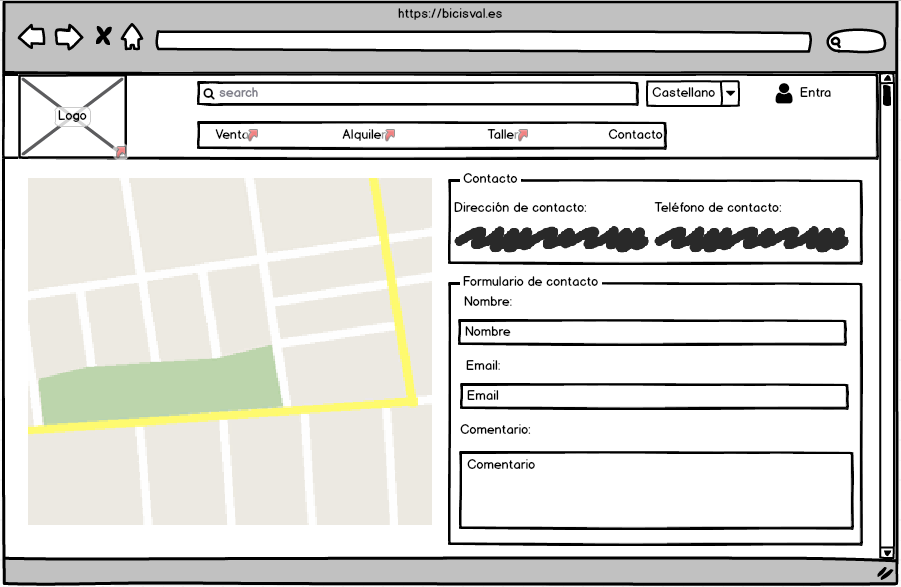 https://bicisval.es
Logo
search
Castellano
Entra
Venta
Alquiler
Taller
Contacto
Contacto
Dirección de contacto:
Teléfono de contacto:
Formulario de contacto
Nombre:
Nombre
Email:
Email
Comentario:
Comentario